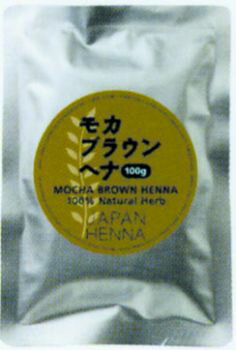 モカ
ブラウン
ヘナ 100g
MOCHA BROWN HENNA
100% Natural Herb
JAPAN
HENNA